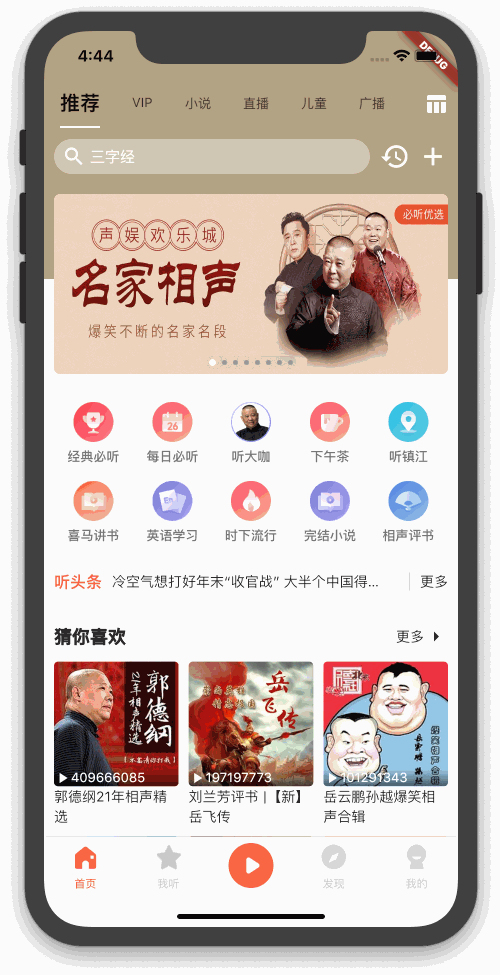 4:44
DEBUG
推荐
VIP
小说
直播
儿童
广播
三字经
必听优选
声娱欢乐城
名家相声
爆笑不断的名家名段
经典必听
每日必听
听大咖
下午茶
听镇江
喜马讲书
英语学习
时下流行
完结小说
相声评书
听头条
冷空气想打好年末“收官战” 大半个中国得...
更多
猜你喜欢
更多
郭德纲
21年相声精选
409669085
岳飞传
197197773
101291343
郭德纲21年相声精
选
刘兰芳评书 |【新】
岳飞传
岳云鹏孙越爆笑相
声合辑
首页
我听
发现
我的